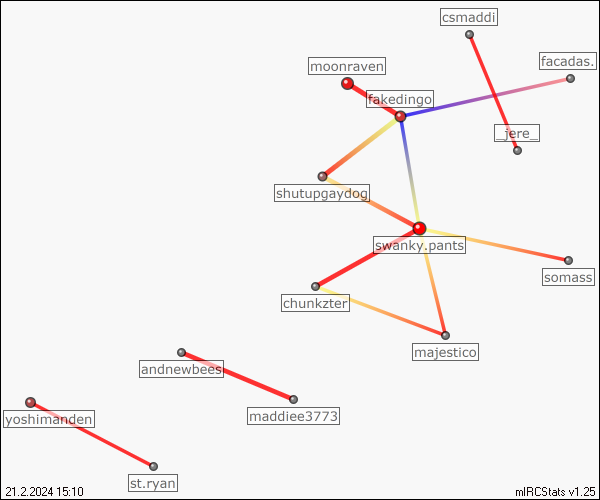 csmaddi
moonraven
facadas.
fakedingo
_jere_
shutupgaydog
swanky.pants
somass
chunkzter
majestico
andnewbees
maddiee3773
yoshimanden
st.ryan
21.2.2024 15:10
mIRCStats v1.25